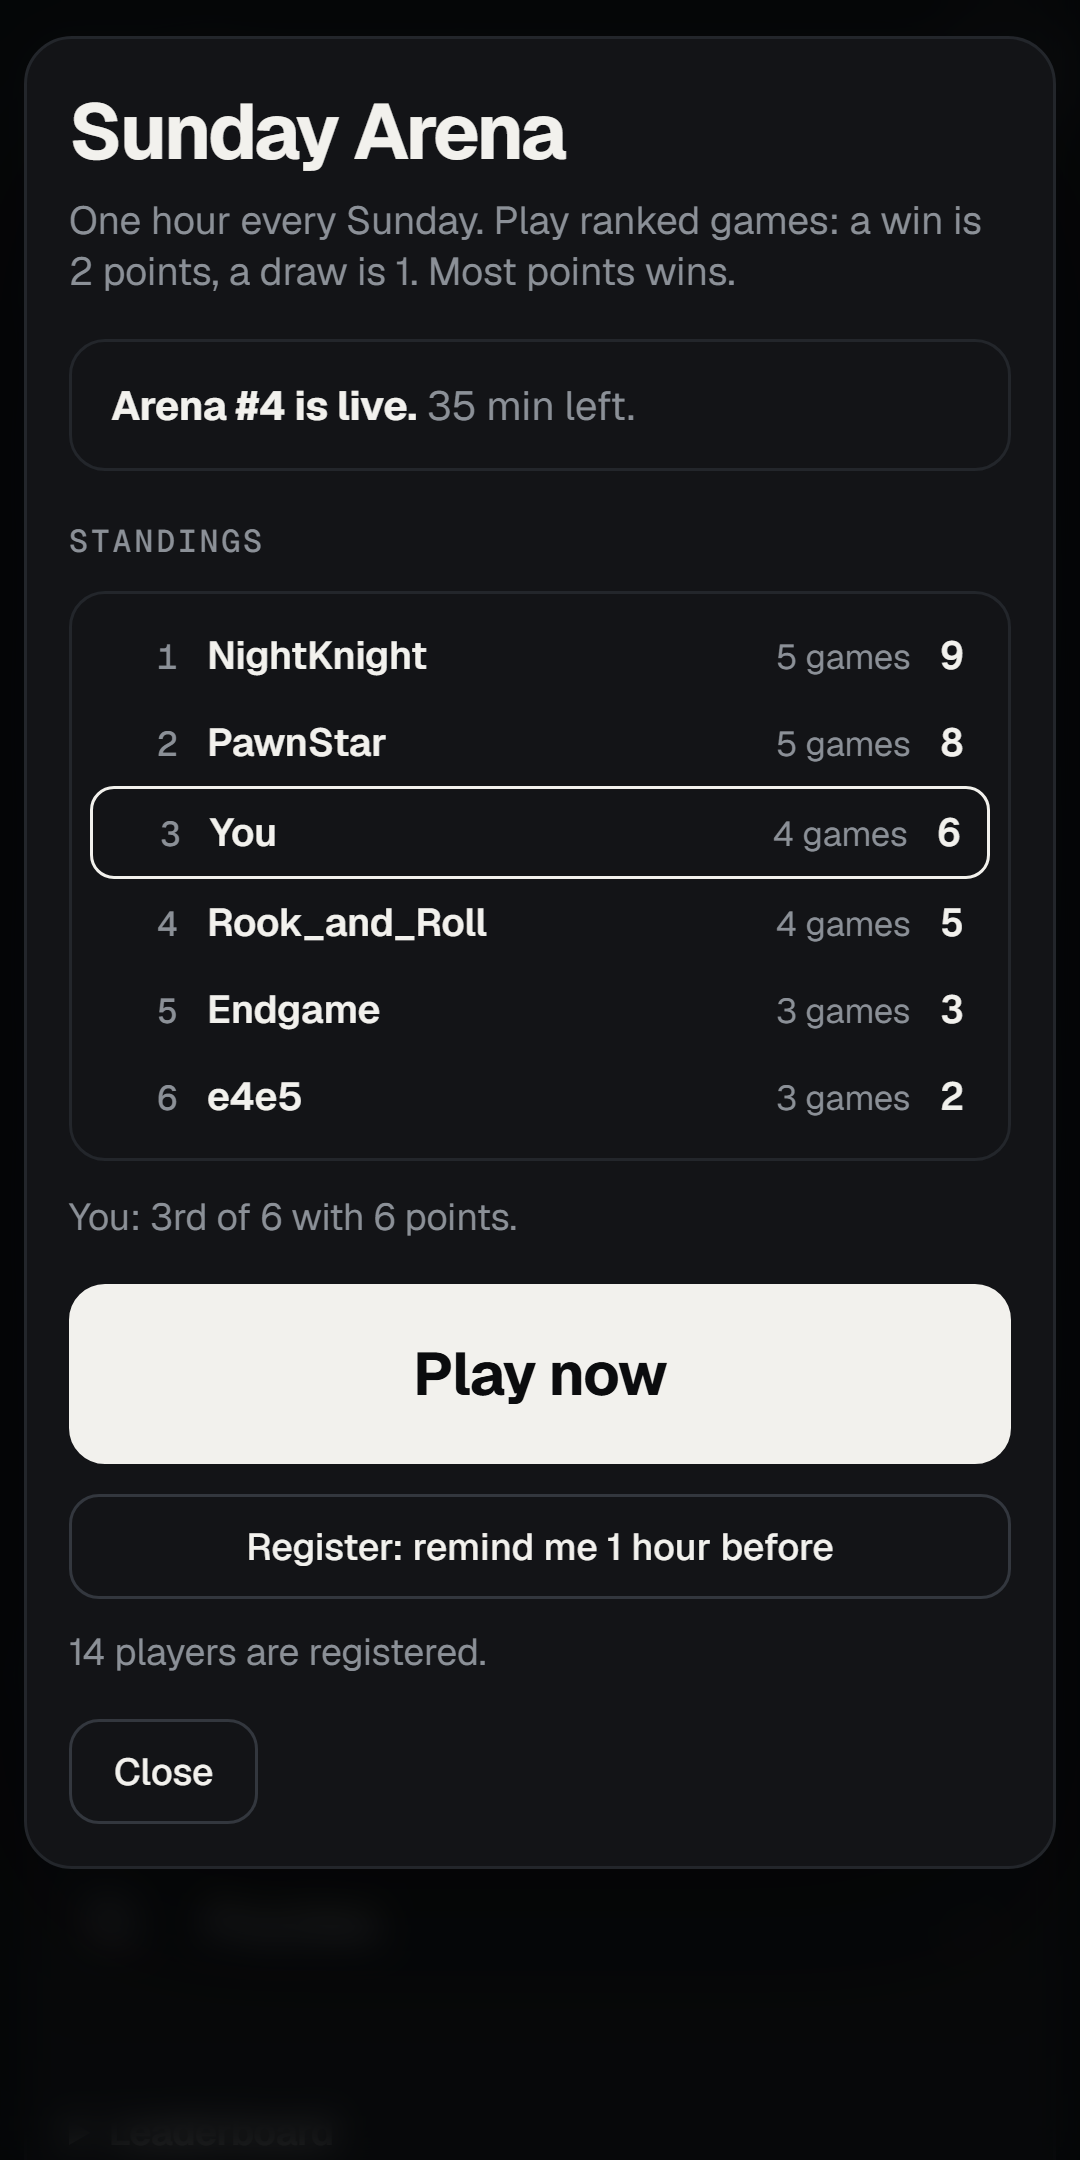 Sunday Arena
One hour every Sunday. Play ranked games: a win is
2 points, a draw is 1. Most points wins.
Arena #4 is live. 35 min left.
STANDINGS
1 NightKnight 5 games 9
2 PawnStar 5 games 8
3 You 4 games 6
4 Rook_and_Roll 4 games 5
5 Endgame 3 games 3
6 e4e5 3 games 2
You: 3rd of 6 with 6 points.
Play now
Register: remind me 1 hour before
14 players are registered.
Close
Leaderboard